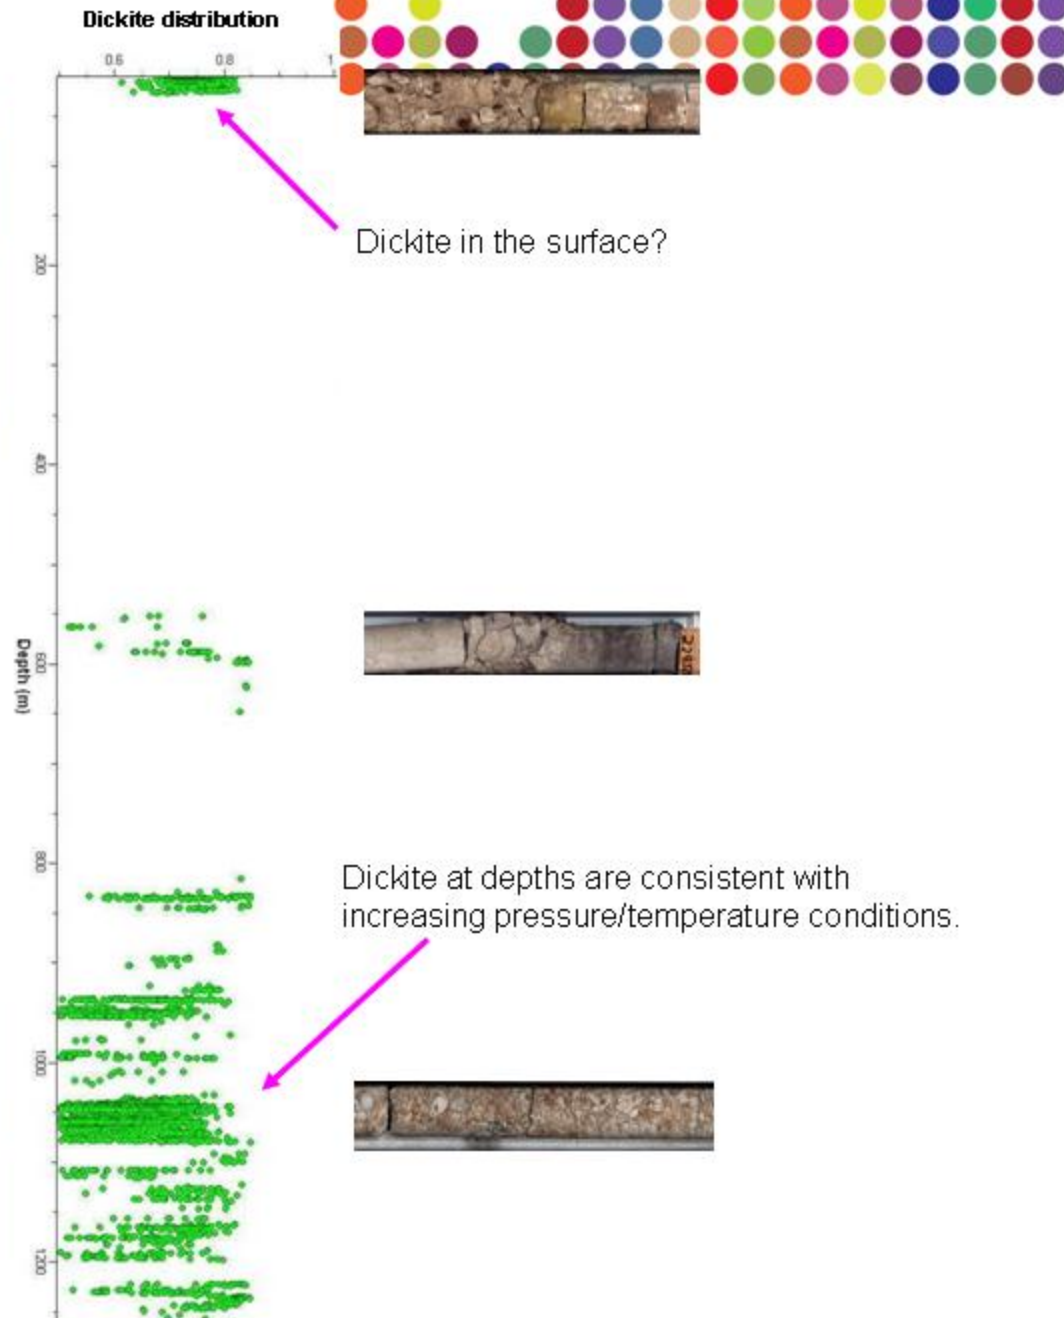 Dickite distribution
0.6 0.8 1
Dickite in the surface?
200
400
Depth (m)
600
800
Dickite at depths are consistent with
increasing pressure/temperature conditions.
1000
1200